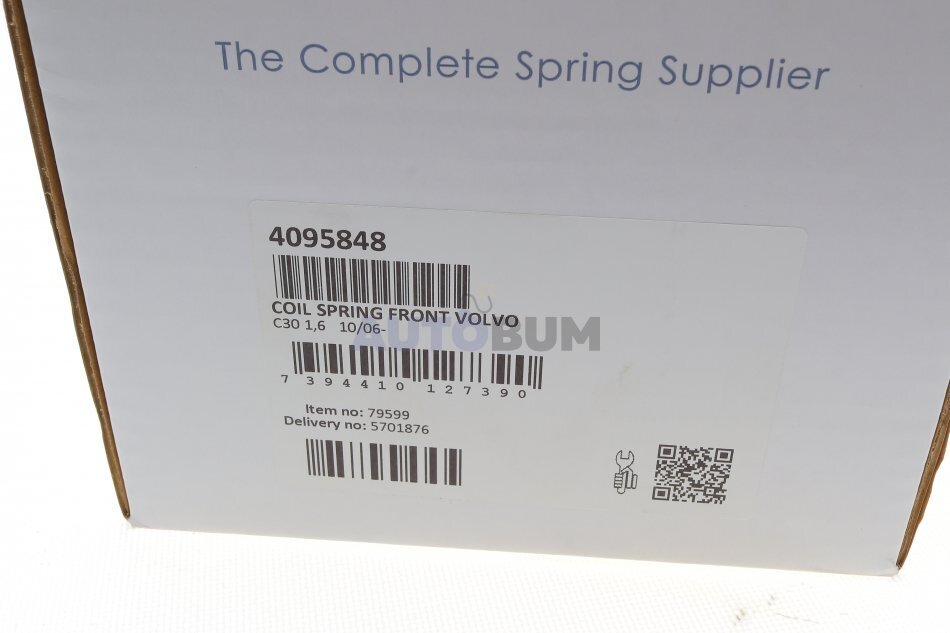 The Complete Spring Supplier
4095848
COIL SPRING FRONT VOLVO
C30 1,6 10/06-
AUTOBUM
7 394410 127390
Item no: 79599
Delivery no: 5701876